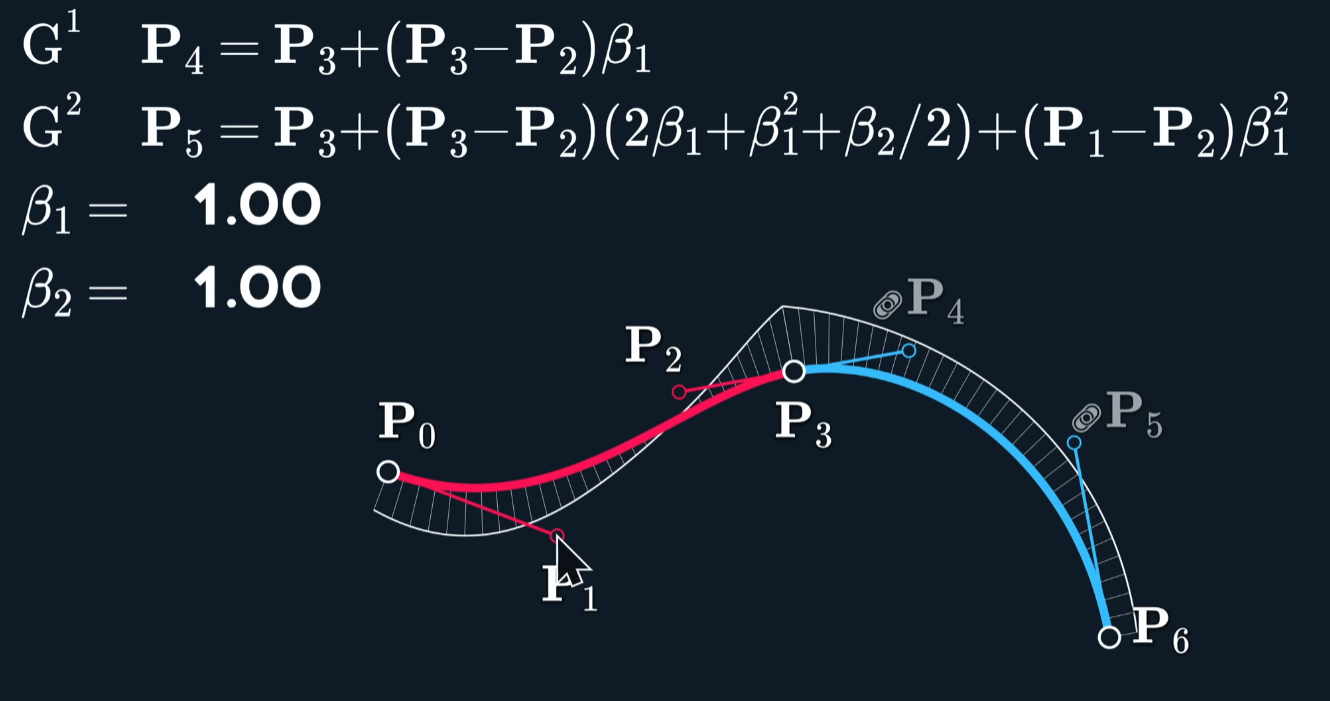 G¹ P₄ = P₃+(P₃−P₂)β₁
G² P₅ = P₃+(P₃−P₂)(2β₁+β₁²+β₂/2)+(P₁−P₂)β₁²
β₁ = 1.00
β₂ = 1.00
P₄
P₂
P₀
P₃
P₅
P₁
P₆